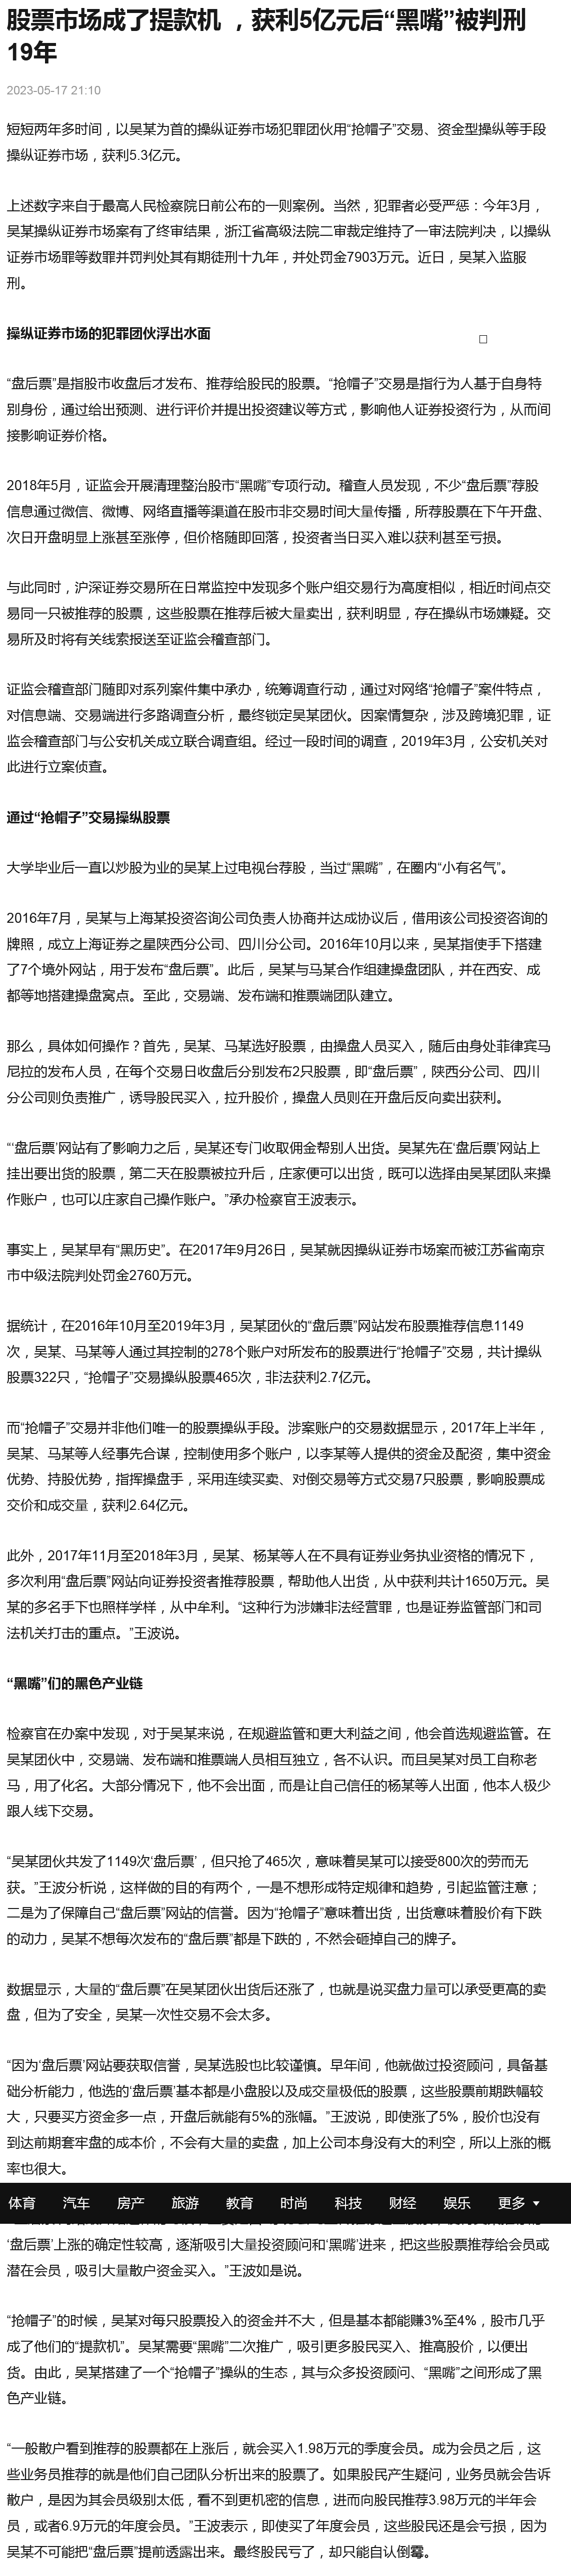 股票市场成了提款机 ，获利5亿元后“黑嘴”被判刑
19年
2023-05-17 21:10
短短两年多时间，以吴某为首的操纵证券市场犯罪团伙用“抢帽子”交易、资金型操纵等手段
操纵证券市场，获利5.3亿元。
上述数字来自于最高人民检察院日前公布的一则案例。当然，犯罪者必受严惩：今年3月，
吴某操纵证券市场案有了终审结果，浙江省高级法院二审裁定维持了一审法院判决，以操纵
证券市场罪等数罪并罚判处其有期徒刑十九年，并处罚金7903万元。近日，吴某入监服
刑。
操纵证券市场的犯罪团伙浮出水面
“盘后票”是指股市收盘后才发布、推荐给股民的股票。“抢帽子”交易是指行为人基于自身特
别身份，通过给出预测、进行评价并提出投资建议等方式，影响他人证券投资行为，从而间
接影响证券价格。
2018年5月，证监会开展清理整治股市“黑嘴”专项行动。稽查人员发现，不少“盘后票”荐股
信息通过微信、微博、网络直播等渠道在股市非交易时间大量传播，所荐股票在下午开盘、
次日开盘明显上涨甚至涨停，但价格随即回落，投资者当日买入难以获利甚至亏损。
与此同时，沪深证券交易所在日常监控中发现多个账户组交易行为高度相似，相近时间点交
易同一只被推荐的股票，这些股票在推荐后被大量卖出，获利明显，存在操纵市场嫌疑。交
易所及时将有关线索报送至证监会稽查部门。
证监会稽查部门随即对系列案件集中承办，统筹调查行动，通过对网络“抢帽子”案件特点，
对信息端、交易端进行多路调查分析，最终锁定吴某团伙。因案情复杂，涉及跨境犯罪，证
监会稽查部门与公安机关成立联合调查组。经过一段时间的调查，2019年3月，公安机关对
此进行立案侦查。
通过“抢帽子”交易操纵股票
大学毕业后一直以炒股为业的吴某上过电视台荐股，当过“黑嘴”，在圈内“小有名气”。
2016年7月，吴某与上海某投资咨询公司负责人协商并达成协议后，借用该公司投资咨询的
牌照，成立上海证券之星陕西分公司、四川分公司。2016年10月以来，吴某指使手下搭建
了7个境外网站，用于发布“盘后票”。此后，吴某与马某合作组建操盘团队，并在西安、成
都等地搭建操盘窝点。至此，交易端、发布端和推票端团队建立。
那么，具体如何操作？首先，吴某、马某选好股票，由操盘人员买入，随后由身处菲律宾马
尼拉的发布人员，在每个交易日收盘后分别发布2只股票，即“盘后票”，陕西分公司、四川
分公司则负责推广，诱导股民买入，拉升股价，操盘人员则在开盘后反向卖出获利。
“‘盘后票’网站有了影响力之后，吴某还专门收取佣金帮别人出货。吴某先在‘盘后票’网站上
挂出要出货的股票，第二天在股票被拉升后，庄家便可以出货，既可以选择由吴某团队来操
作账户，也可以庄家自己操作账户。”承办检察官王波表示。
事实上，吴某早有“黑历史”。在2017年9月26日，吴某就因操纵证券市场案而被江苏省南京
市中级法院判处罚金2760万元。
据统计，在2016年10月至2019年3月，吴某团伙的“盘后票”网站发布股票推荐信息1149
次，吴某、马某等人通过其控制的278个账户对所发布的股票进行“抢帽子”交易，共计操纵
股票322只，“抢帽子”交易操纵股票465次，非法获利2.7亿元。
而“抢帽子”交易并非他们唯一的股票操纵手段。涉案账户的交易数据显示，2017年上半年，
吴某、马某等人经事先合谋，控制使用多个账户，以李某等人提供的资金及配资，集中资金
优势、持股优势，指挥操盘手，采用连续买卖、对倒交易等方式交易7只股票，影响股票成
交价和成交量，获利2.64亿元。
此外，2017年11月至2018年3月，吴某、杨某等人在不具有证券业务执业资格的情况下，
多次利用“盘后票”网站向证券投资者推荐股票，帮助他人出货，从中获利共计1650万元。吴
某的多名手下也照样学样，从中牟利。“这种行为涉嫌非法经营罪，也是证券监管部门和司
法机关打击的重点。”王波说。
“黑嘴”们的黑色产业链
检察官在办案中发现，对于吴某来说，在规避监管和更大利益之间，他会首选规避监管。在
吴某团伙中，交易端、发布端和推票端人员相互独立，各不认识。而且吴某对员工自称老
马，用了化名。大部分情况下，他不会出面，而是让自己信任的杨某等人出面，他本人极少
跟人线下交易。
“吴某团伙共发了1149次‘盘后票’，但只抢了465次，意味着吴某可以接受800次的劳而无
获。”王波分析说，这样做的目的有两个，一是不想形成特定规律和趋势，引起监管注意；
二是为了保障自己“盘后票”网站的信誉。因为“抢帽子”意味着出货，出货意味着股价有下跌
的动力，吴某不想每次发布的“盘后票”都是下跌的，不然会砸掉自己的牌子。
数据显示，大量的“盘后票”在吴某团伙出货后还涨了，也就是说买盘力量可以承受更高的卖
盘，但为了安全，吴某一次性交易不会太多。
“因为‘盘后票’网站要获取信誉，吴某选股也比较谨慎。早年间，他就做过投资顾问，具备基
础分析能力，他选的‘盘后票’基本都是小盘股以及成交量极低的股票，这些股票前期跌幅较
大，只要买方资金多一点，开盘后就能有5%的涨幅。”王波说，即使涨了5%，股价也没有
到达前期套牢盘的成本价，不会有大量的卖盘，加上公司本身没有大的利空，所以上涨的概
率也很大。
体育 汽车 房产 旅游 教育 时尚 科技 财经 娱乐 更多
‘盘后票’上涨的确定性较高，逐渐吸引大量投资顾问和‘黑嘴’进来，把这些股票推荐给会员或
潜在会员，吸引大量散户资金买入。”王波如是说。
“抢帽子”的时候，吴某对每只股票投入的资金并不大，但是基本都能赚3%至4%，股市几乎
成了他们的“提款机”。吴某需要“黑嘴”二次推广，吸引更多股民买入、推高股价，以便出
货。由此，吴某搭建了一个“抢帽子”操纵的生态，其与众多投资顾问、“黑嘴”之间形成了黑
色产业链。
“一般散户看到推荐的股票都在上涨后，就会买入1.98万元的季度会员。成为会员之后，这
些业务员推荐的就是他们自己团队分析出来的股票了。如果股民产生疑问，业务员就会告诉
散户，是因为其会员级别太低，看不到更机密的信息，进而向股民推荐3.98万元的半年会
员，或者6.9万元的年度会员。”王波表示，即使买了年度会员，这些股民还是会亏损，因为
吴某不可能把“盘后票”提前透露出来。最终股民亏了，却只能自认倒霉。